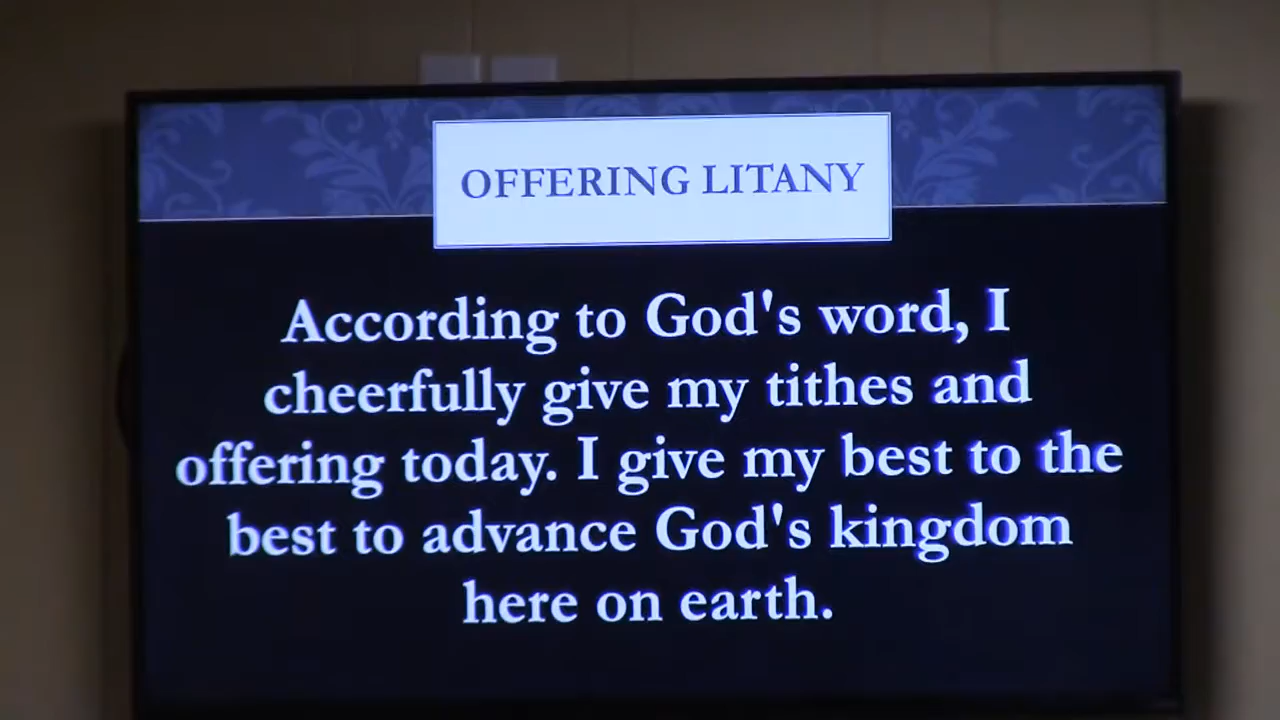 OFFERING LITANY
According to God's word, I
cheerfully give my tithes and
offering today. I give my best to the
best to advance God's kingdom
here on earth.